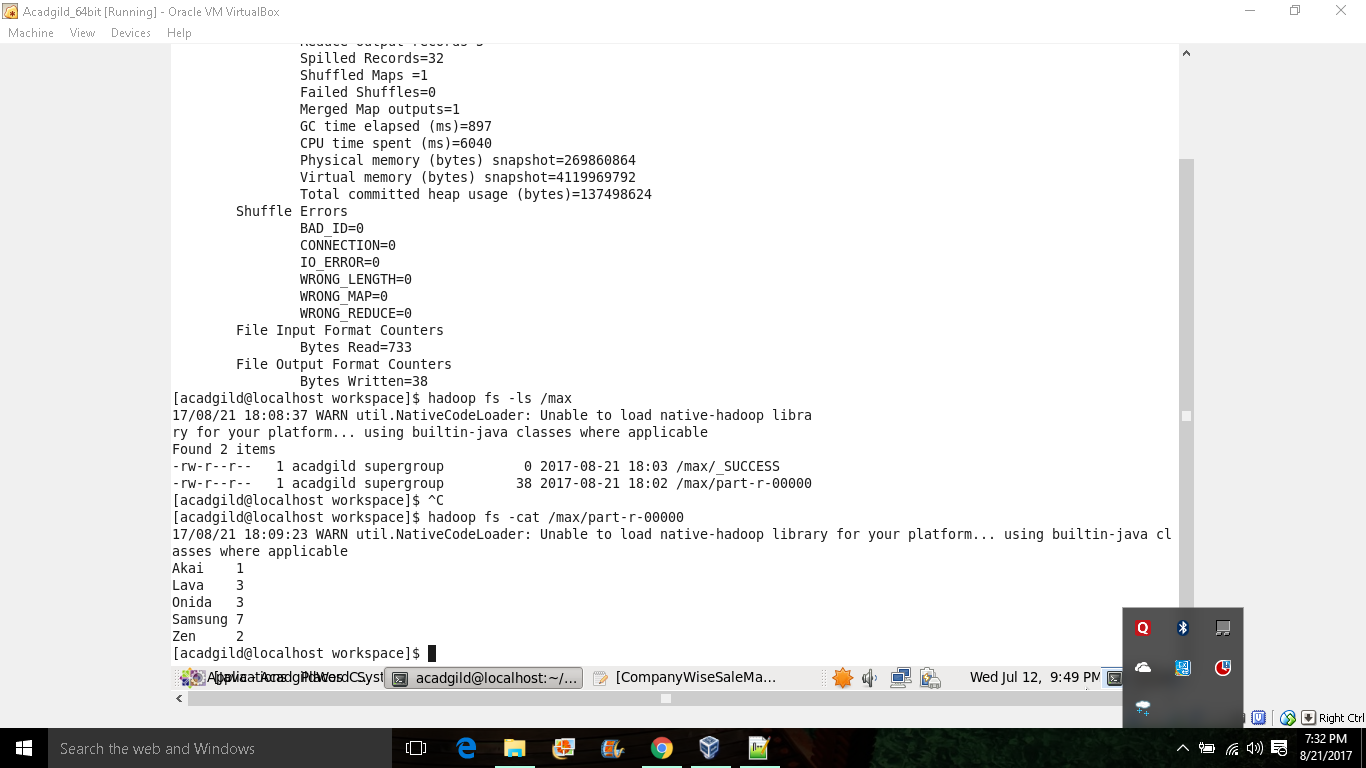 Acadgild_64bit [Running] - Oracle VM VirtualBox
Machine View Devices Help
Reduce output records=5
Spilled Records=32
Shuffled Maps =1
Failed Shuffles=0
Merged Map outputs=1
GC time elapsed (ms)=897
CPU time spent (ms)=6040
Physical memory (bytes) snapshot=269860864
Virtual memory (bytes) snapshot=4119969792
Total committed heap usage (bytes)=137498624
Shuffle Errors
BAD_ID=0
CONNECTION=0
IO_ERROR=0
WRONG_LENGTH=0
WRONG_MAP=0
WRONG_REDUCE=0
File Input Format Counters
Bytes Read=733
File Output Format Counters
Bytes Written=38
[acadgild@localhost workspace]$ hadoop fs -ls /max
17/08/21 18:08:37 WARN util.NativeCodeLoader: Unable to load native-hadoop libra
ry for your platform... using builtin-java classes where applicable
Found 2 items
-rw-r--r-- 1 acadgild supergroup 0 2017-08-21 18:03 /max/_SUCCESS
-rw-r--r-- 1 acadgild supergroup 38 2017-08-21 18:02 /max/part-r-00000
[acadgild@localhost workspace]$ ^C
[acadgild@localhost workspace]$ hadoop fs -cat /max/part-r-00000
17/08/21 18:09:23 WARN util.NativeCodeLoader: Unable to load native-hadoop library for your platform... using builtin-java cl
asses where applicable
Akai 1
Lava 3
Onida 3
Samsung 7
Zen 2
[acadgild@localhost workspace]$
acadgild@localhost:~/... [CompanyWiseSaleMa... Wed Jul 12, 9:49 PM
Right Ctrl
Search the web and Windows
7:32 PM
8/21/2017